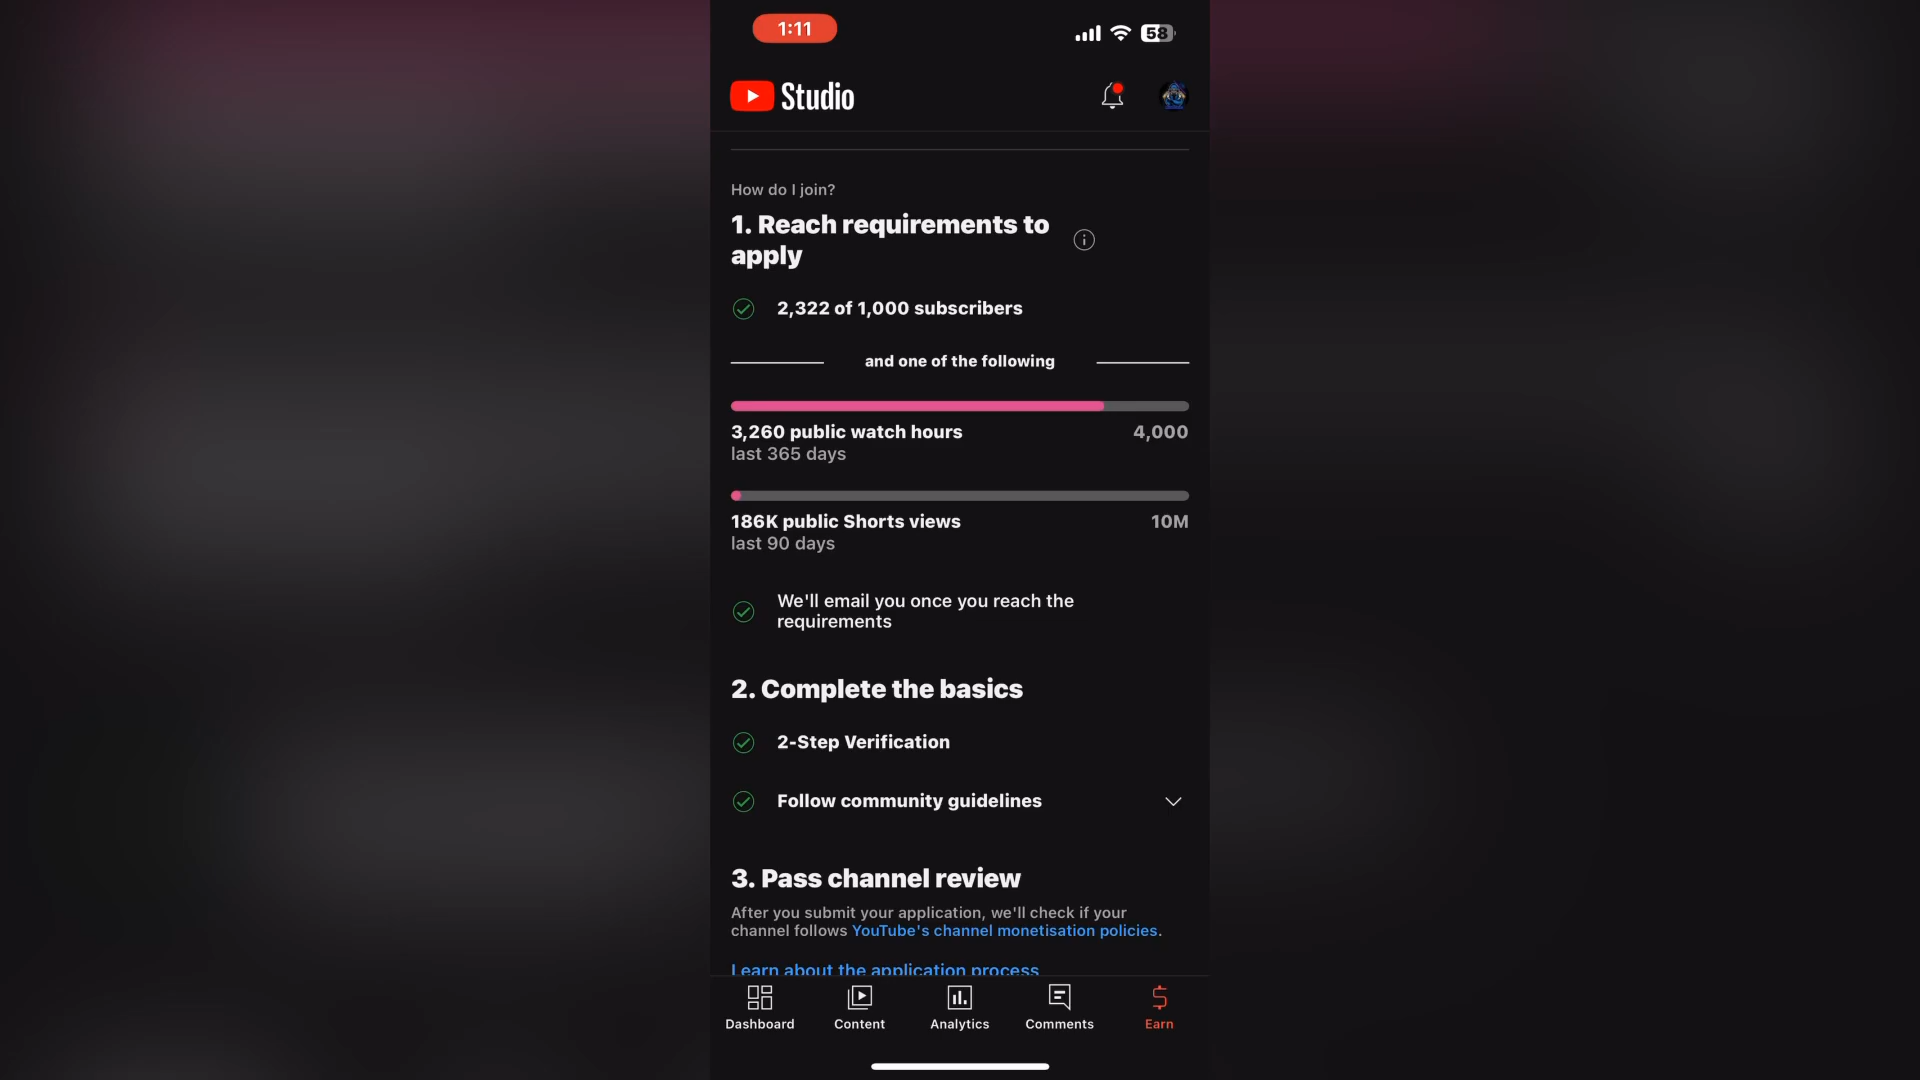 1:11
58
Studio
How do I join?
1. Reach requirements to
apply
2,322 of 1,000 subscribers
and one of the following
3,260 public watch hours 4,000
last 365 days
186K public Shorts views 10M
last 90 days
We'll email you once you reach the
requirements
2. Complete the basics
2-Step Verification
Follow community guidelines
3. Pass channel review
After you submit your application, we'll check if your
channel follows YouTube's channel monetisation policies.
Learn about the application process
Dashboard Content Analytics Comments Earn